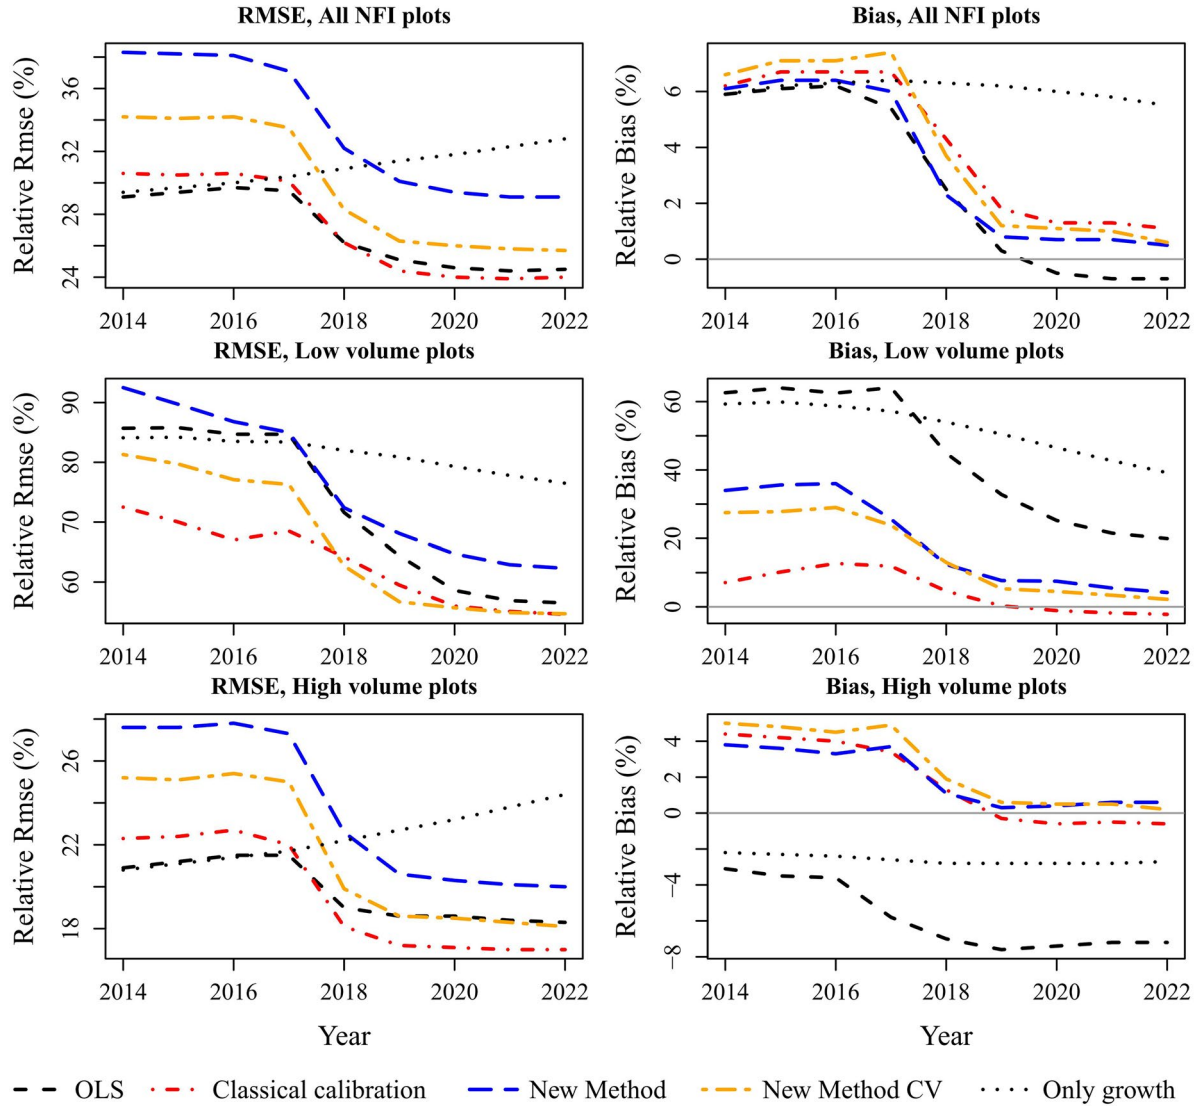 RMSE, All NFI plots
Relative Rmse (%)
36
32
28
24
2014 2016 2018 2020 2022
Bias, All NFI plots
Relative Bias (%)
6
4
2
0
2014 2016 2018 2020 2022
RMSE, Low volume plots
Relative Rmse (%)
90
80
70
60
2014 2016 2018 2020 2022
Bias, Low volume plots
Relative Bias (%)
60
40
20
0
2014 2016 2018 2020 2022
RMSE, High volume plots
Relative Rmse (%)
26
22
18
2014 2016 2018 2020 2022
Year
Bias, High volume plots
Relative Bias (%)
4
2
0
−4
−8
2014 2016 2018 2020 2022
Year
OLS Classical calibration New Method New Method CV Only growth